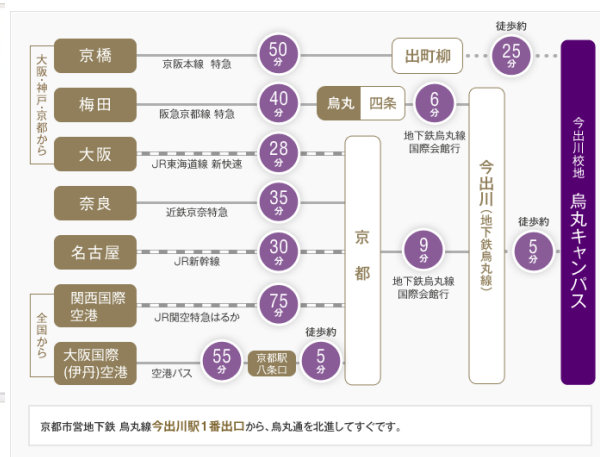 大阪・神戸・京都から
京橋
京阪本線 特急
50分
出町柳
徒歩約
25分
梅田
阪急京都線 特急
40分
烏丸 四条
6分
地下鉄烏丸線
国際会館行
大阪
JR東海道線 新快速
28分
奈良
近鉄京奈特急
35分
名古屋
JR新幹線
30分
全国から
関西国際
空港
JR関空特急はるか
75分
大阪国際
(伊丹)空港
空港バス
55分
京都駅
八条口
徒歩約
5分
京都
9分
地下鉄烏丸線
国際会館行
今出川(地下鉄烏丸線)
徒歩約
5分
今出川校地 烏丸キャンパス
京都市営地下鉄 烏丸線今出川駅1番出口から、烏丸通を北進してすぐです。